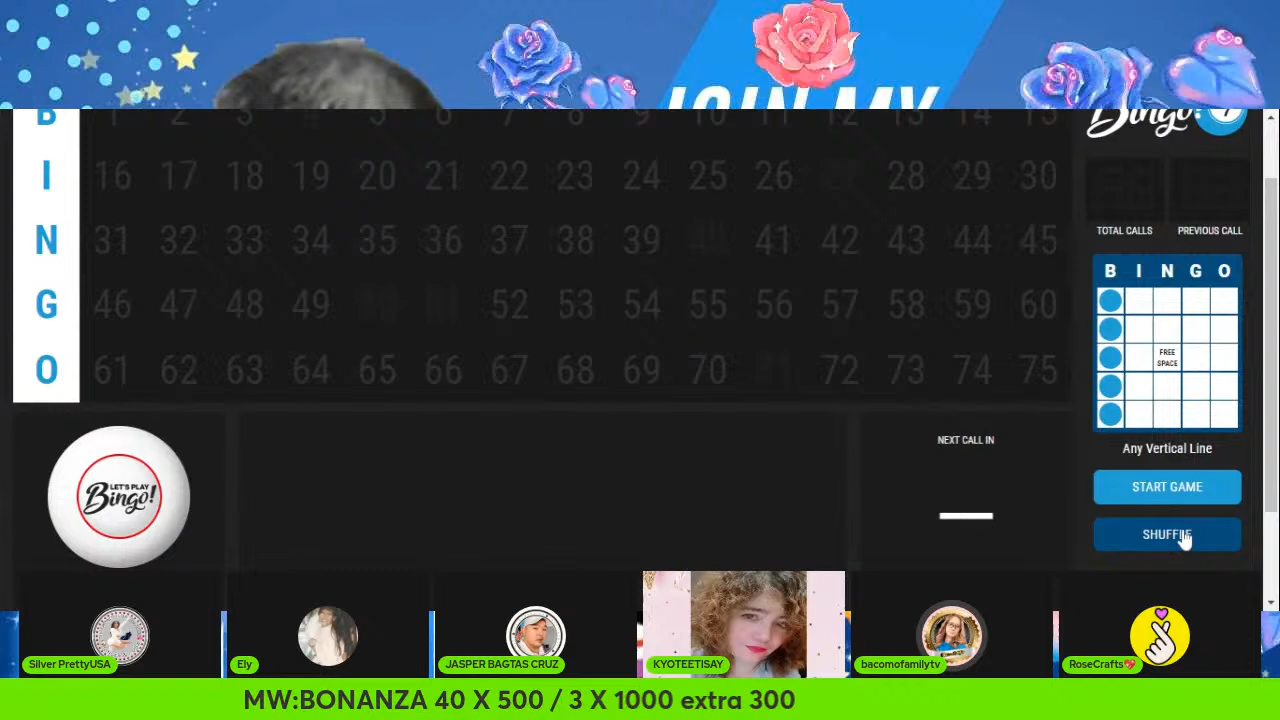 JOIN MY
B 1 2 3 5 6 7 8 9 10 11 12 13 14 15
Bingo!
I 16 17 18 19 20 21 22 23 24 25 26 28 29 30
N 31 32 33 34 35 36 37 38 39 41 42 43 44 45
G 46 47 48 49 52 53 54 55 56 57 58 59 60
O 61 62 63 64 65 66 67 68 69 70 72 73 74 75
TOTAL CALLS PREVIOUS CALL
B I N G O
FREE
SPACE
Any Vertical Line
START GAME
SHUFFLE
LET'S PLAY
Bingo!
NEXT CALL IN
Silver PrettyUSA
Ely
JASPER BAGTAS CRUZ
KYOTEETISAY
bacomofamilytv
RoseCrafts💖
MW:BONANZA 40 X 500 / 3 X 1000 extra 300